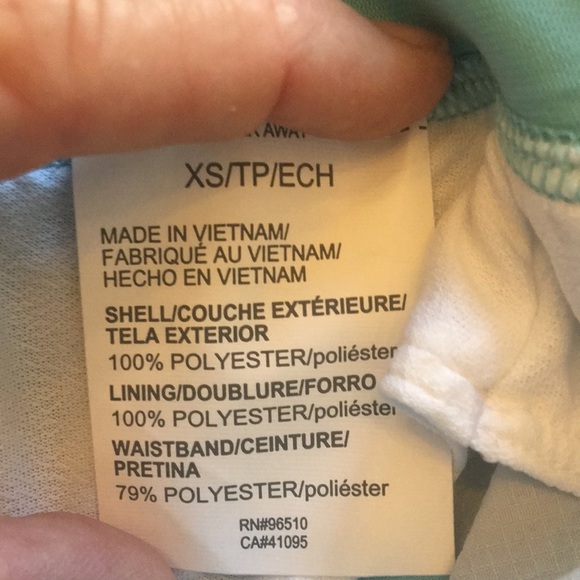 AWAY
XS/TP/ECH
MADE IN VIETNAM/
FABRIQUÉ AU VIETNAM/
HECHO EN VIETNAM
SHELL/COUCHE EXTÉRIEURE/
TELA EXTERIOR
100% POLYESTER/poliéster
LINING/DOUBLURE/FORRO
100% POLYESTER/poliéster
WAISTBAND/CEINTURE/
PRETINA
79% POLYESTER/poliéster
RN#96510
CA#41095